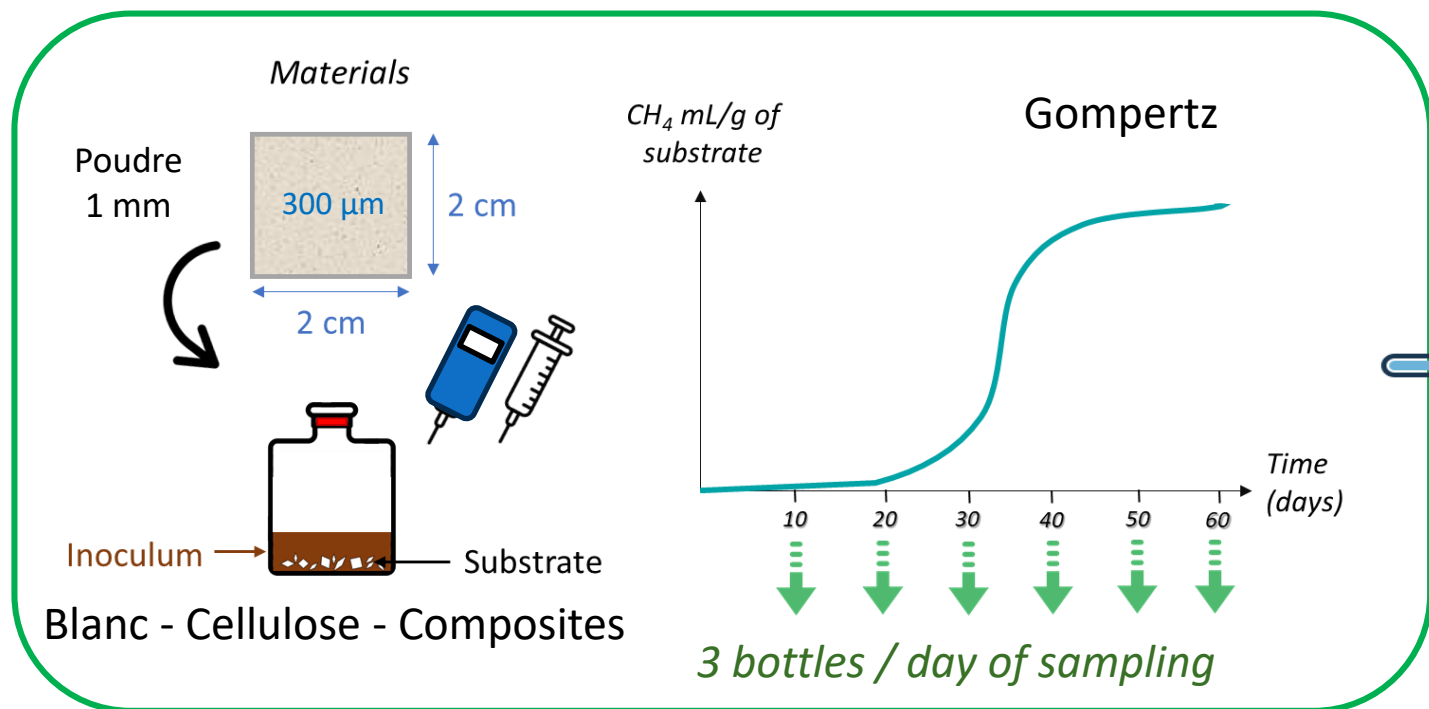 Materials
Poudre
1 mm
300 µm
2 cm
2 cm
Inoculum
Substrate
Blanc - Cellulose - Composites
CH₄ mL/g of
substrate
Gompertz
Time
(days)
10 20 30 40 50 60
3 bottles / day of sampling